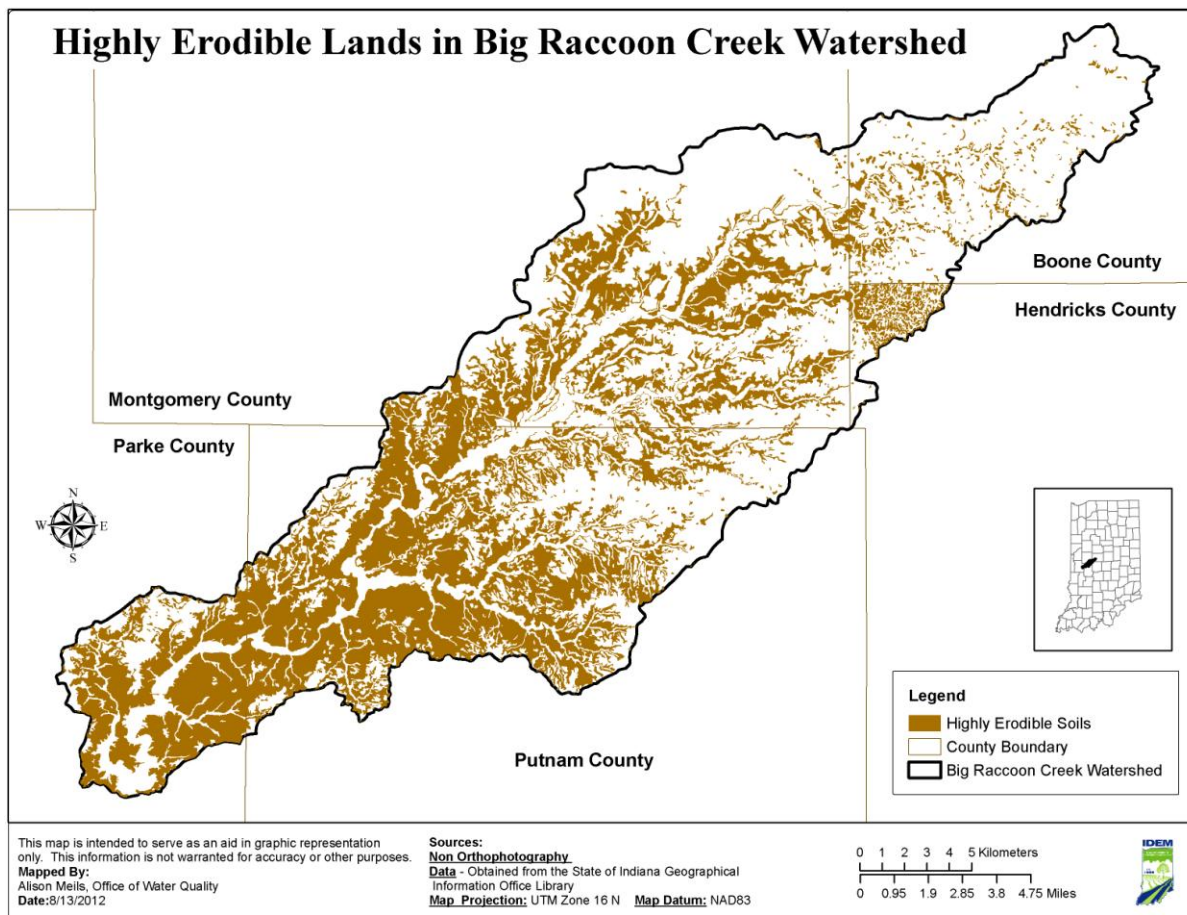 Highly Erodible Lands in Big Raccoon Creek Watershed
Boone County
Hendricks County
Montgomery County
Parke County
N
W E
S
Putnam County
Legend
Highly Erodible Soils
County Boundary
Big Raccoon Creek Watershed
This map is intended to serve as an aid in graphic representation
only. This information is not warranted for accuracy or other purposes.
Mapped By:
Alison Meils, Office of Water Quality
Date:8/13/2012
Sources:
Non Orthophotography
Data - Obtained from the State of Indiana Geographical
Information Office Library
Map Projection: UTM Zone 16 N Map Datum: NAD83
0 1 2 3 4 5 Kilometers
0 0.95 1.9 2.85 3.8 4.75 Miles
IDEM